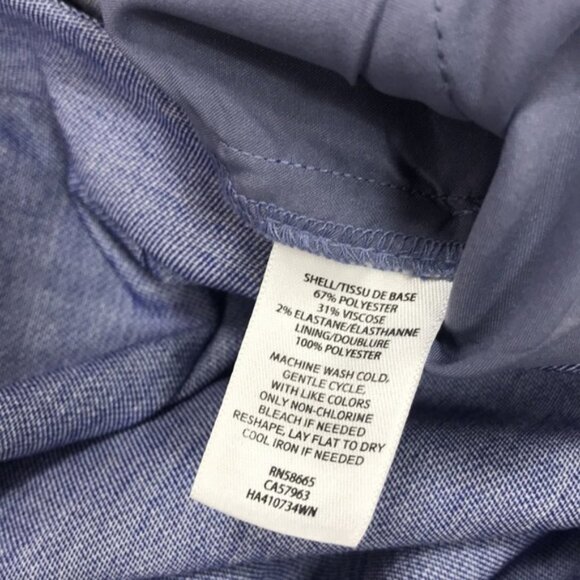 SHELL/TISSU DE BASE
67% POLYESTER
31% VISCOSE
2% ELASTANE/ÉLASTHANNE
LINING/DOUBLURE
100% POLYESTER
MACHINE WASH COLD,
GENTLE CYCLE,
WITH LIKE COLORS
ONLY NON-CHLORINE
BLEACH IF NEEDED
RESHAPE, LAY FLAT TO DRY
COOL IRON IF NEEDED
RN58665
CA57963
HA410734WN